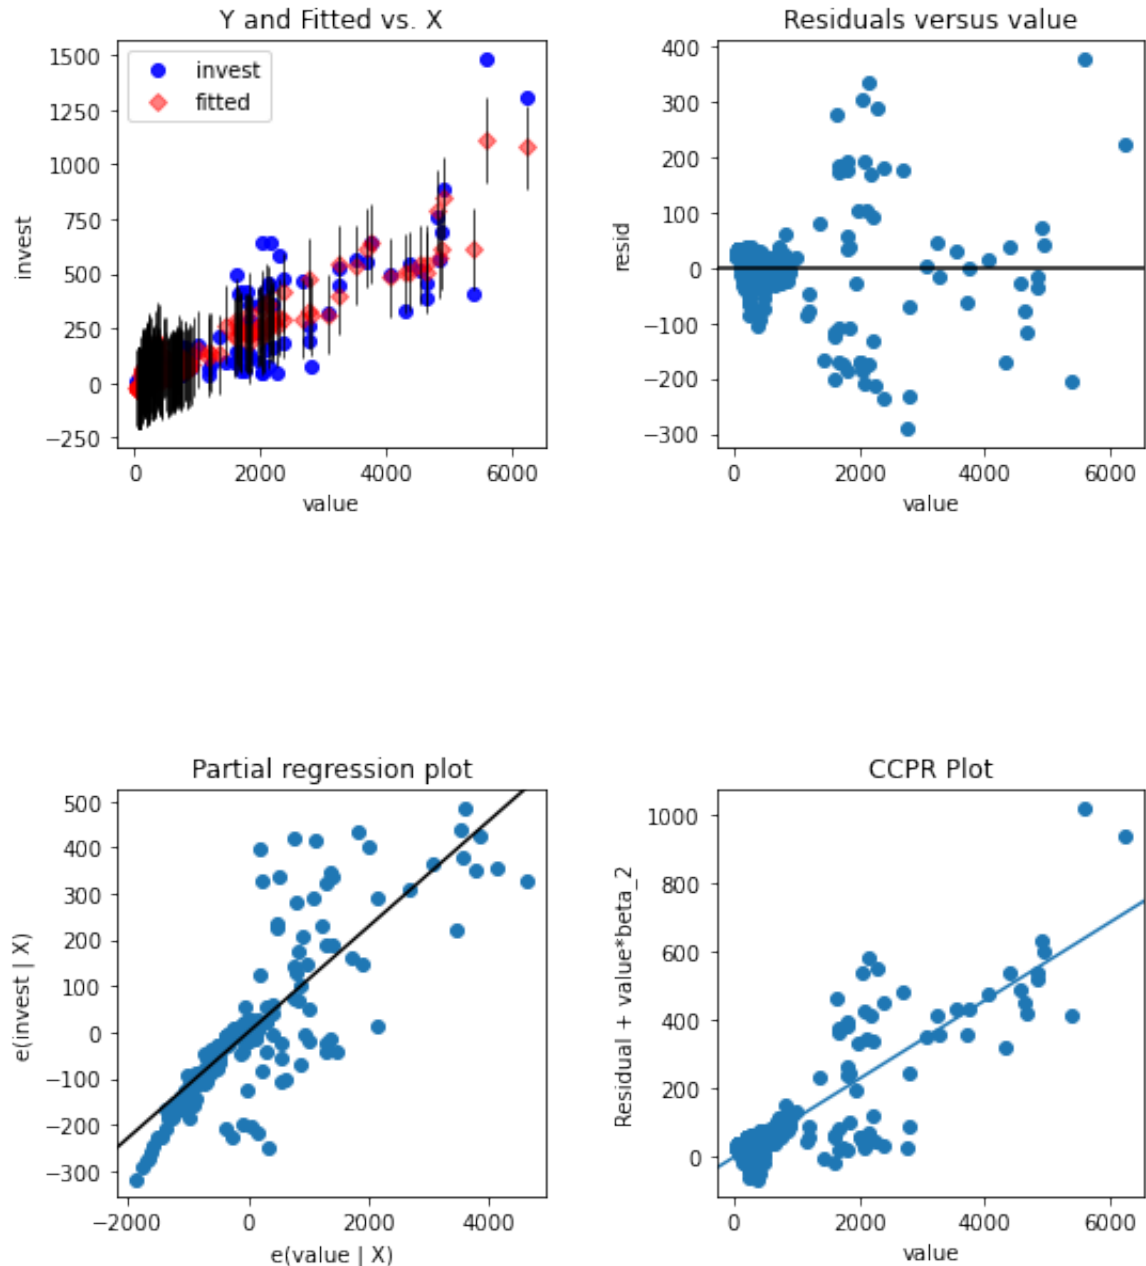 Y and Fitted vs. X
invest
fitted
1500
1250
1000
750
500
250
0
−250
0 2000 4000 6000
value
invest
Residuals versus value
400
300
200
100
0
−100
−200
−300
0 2000 4000 6000
value
resid
Partial regression plot
500
400
300
200
100
0
−100
−200
−300
−2000 0 2000 4000
e(value | X)
e(invest | X)
CCPR Plot
1000
800
600
400
200
0
0 2000 4000 6000
value
Residual + value*beta_2